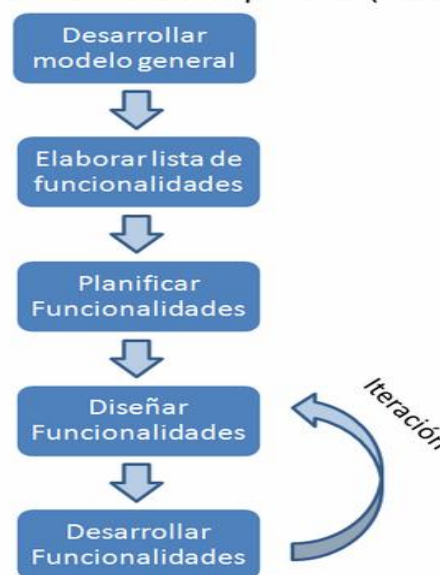 Desarrollar
modelo general
Elaborar lista de
funcionalidades
Planificar
Funcionalidades
Diseñar
Funcionalidades
Iteración
Desarrollar
Funcionalidades